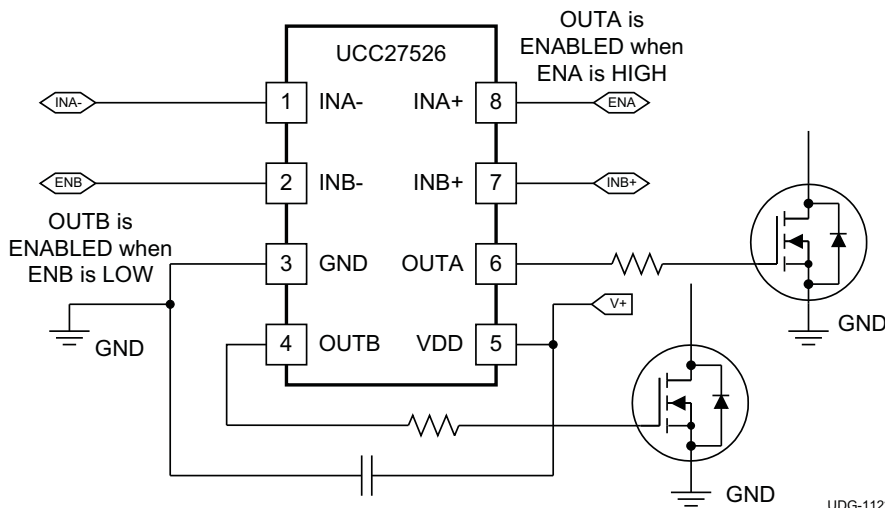 OUTA is
ENABLED when
ENA is HIGH
UCC27526
INA-
1
INA-
INA+
8
ENA
ENB
2
INB-
INB+
7
INB+
OUTB is
ENABLED when
ENB is LOW
3
GND
OUTA
6
V+
GND
GND
4
OUTB
VDD
5
GND
UDG-112